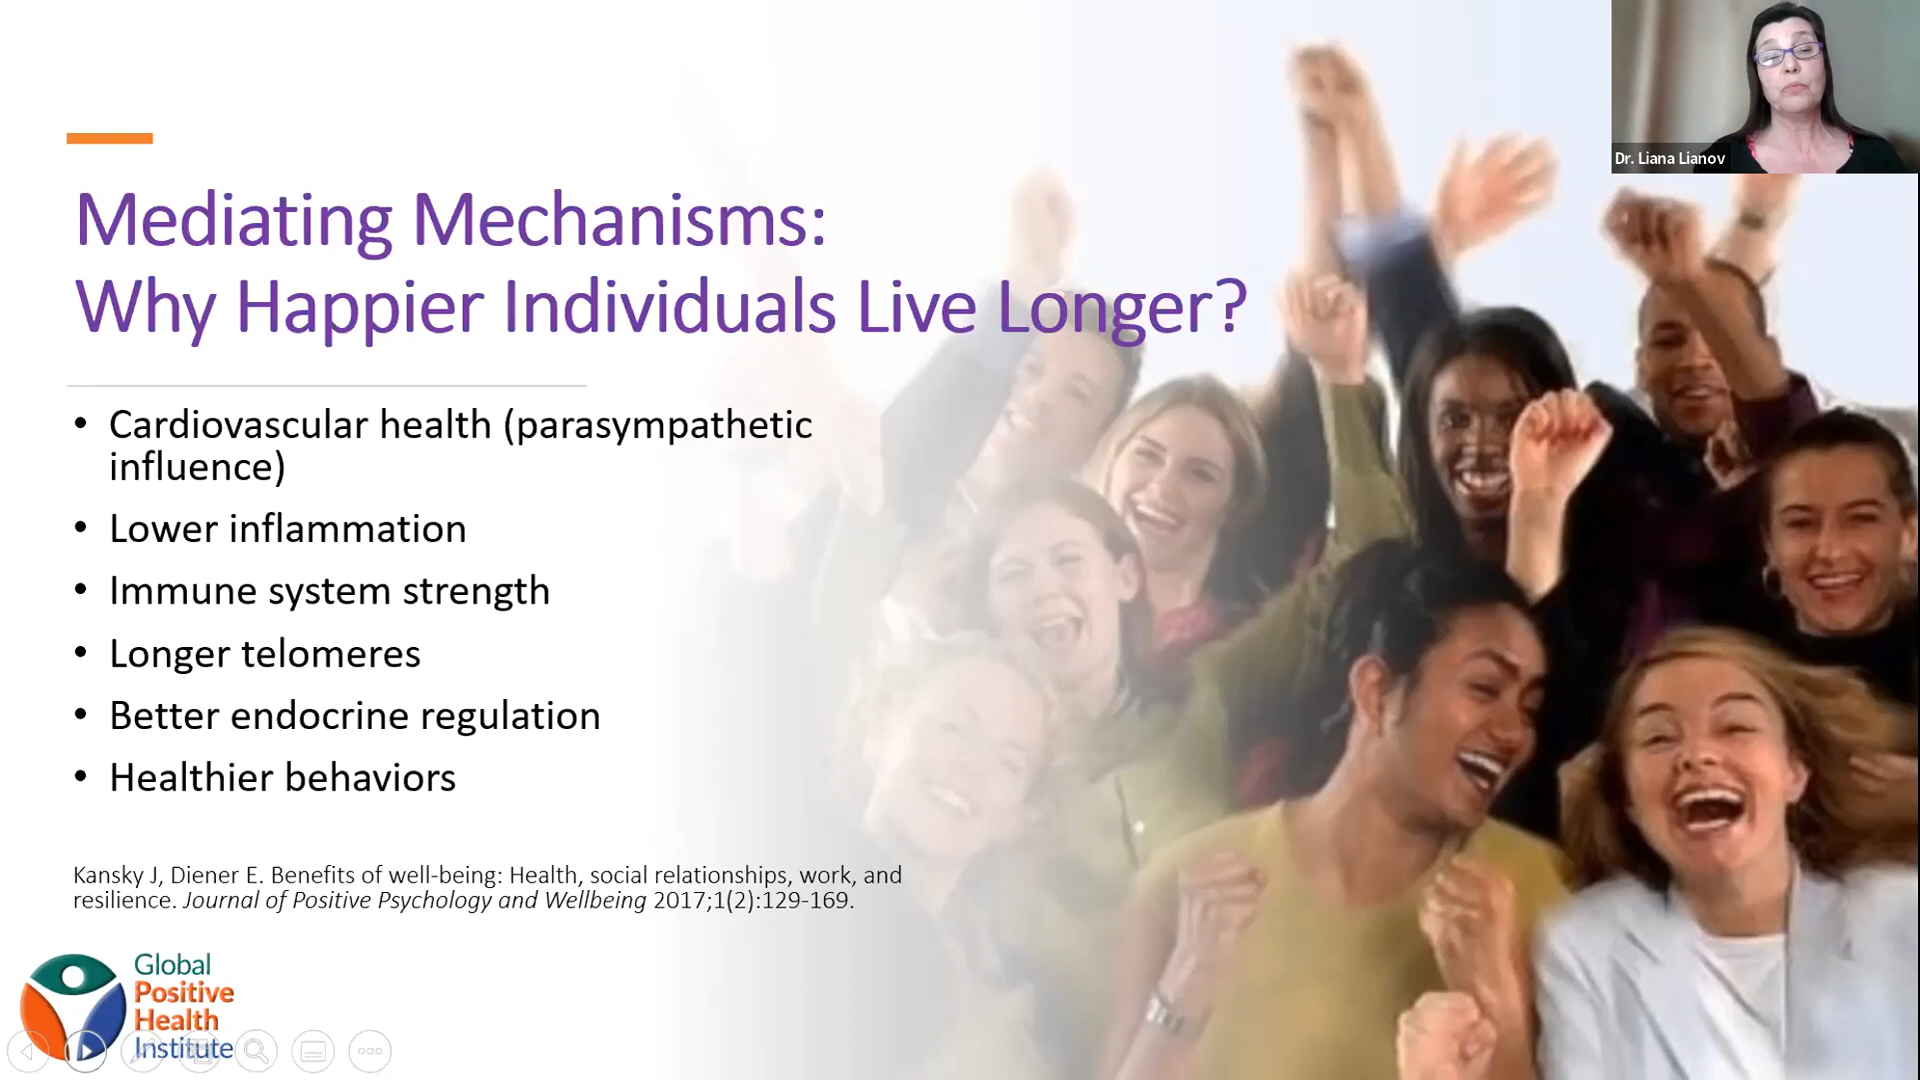 Dr. Liana Lianov
Mediating Mechanisms:
Why Happier Individuals Live Longer?
• Cardiovascular health (parasympathetic
influence)
• Lower inflammation
• Immune system strength
• Longer telomeres
• Better endocrine regulation
• Healthier behaviors
Kansky J, Diener E. Benefits of well-being: Health, social relationships, work, and
resilience. Journal of Positive Psychology and Wellbeing 2017;1(2):129-169.
Global
Positive
Health
Institute